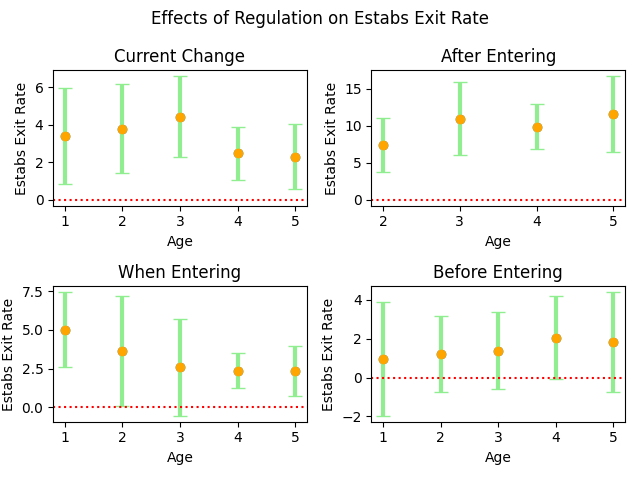 Effects of Regulation on Estabs Exit Rate
Current Change
Estabs Exit Rate
6
4
2
0
1 2 3 4 5
Age
After Entering
Estabs Exit Rate
15
10
5
0
2 3 4 5
Age
When Entering
Estabs Exit Rate
7.5
5.0
2.5
0.0
1 2 3 4 5
Age
Before Entering
Estabs Exit Rate
4
2
0
−2
1 2 3 4 5
Age